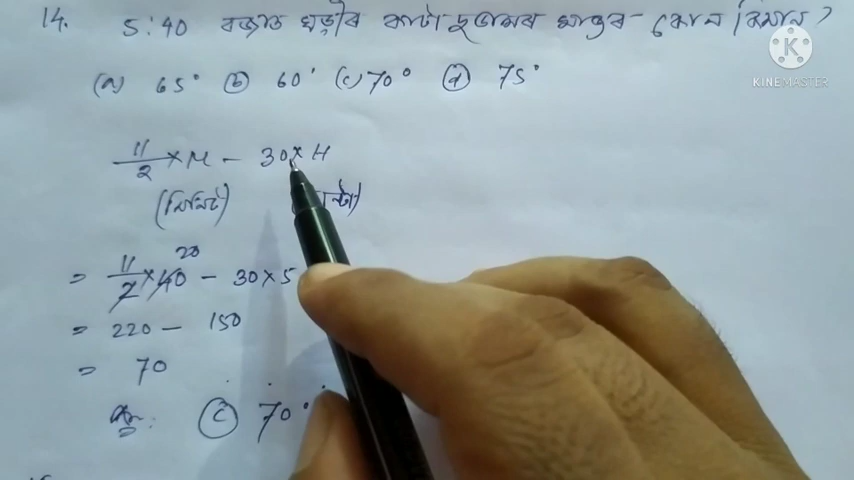 14. 5:40 বজাত ঘড়ীৰ কাটা দুডালৰ মাজৰ কোন কিমান?
KINEMASTER
(a) 65° (b) 60° (c) 70° (d) 75°
11/2 × M - 30 × H
(মিনিট)
= 11/2 × 40 20 - 30 × 5
= 220 - 150
= 70
(c) 70°